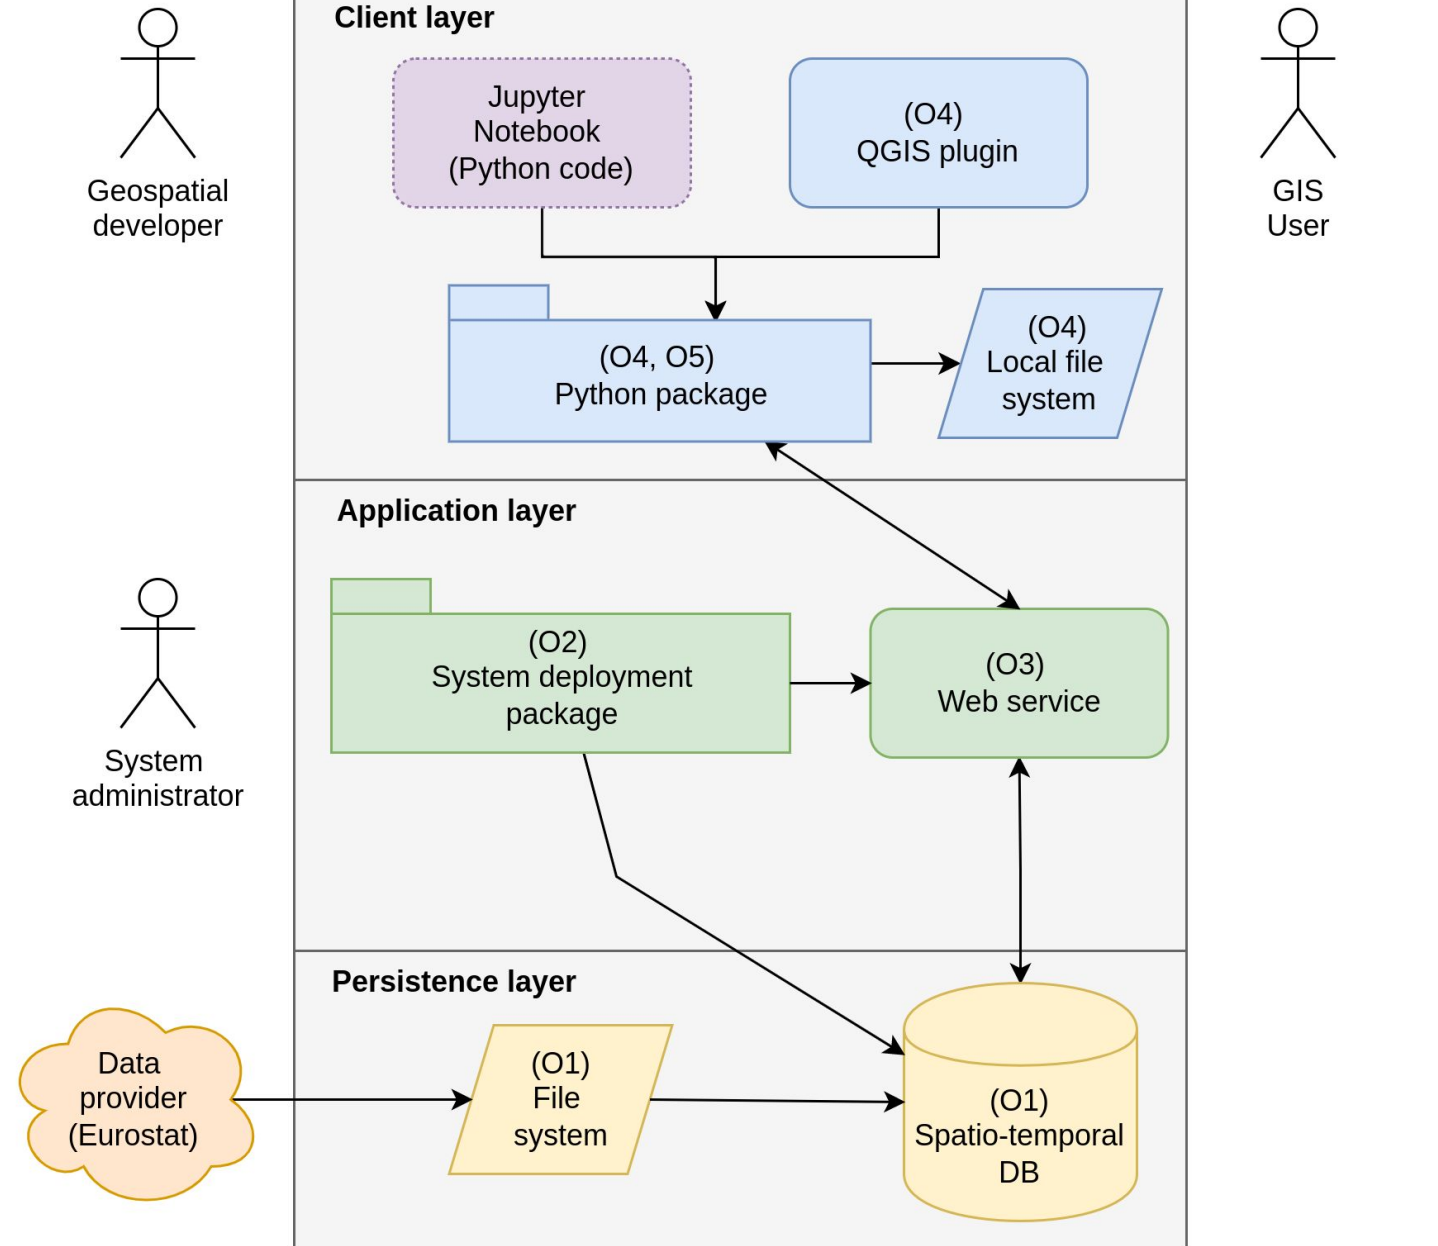 Client layer
Jupyter
Notebook
(Python code)
(O4)
QGIS plugin
Geospatial
developer
GIS
User
(O4, O5)
Python package
(O4)
Local file
system
Application layer
(O2)
System deployment
package
(O3)
Web service
System
administrator
Persistence layer
Data
provider
(Eurostat)
(O1)
File
system
(O1)
Spatio-temporal
DB